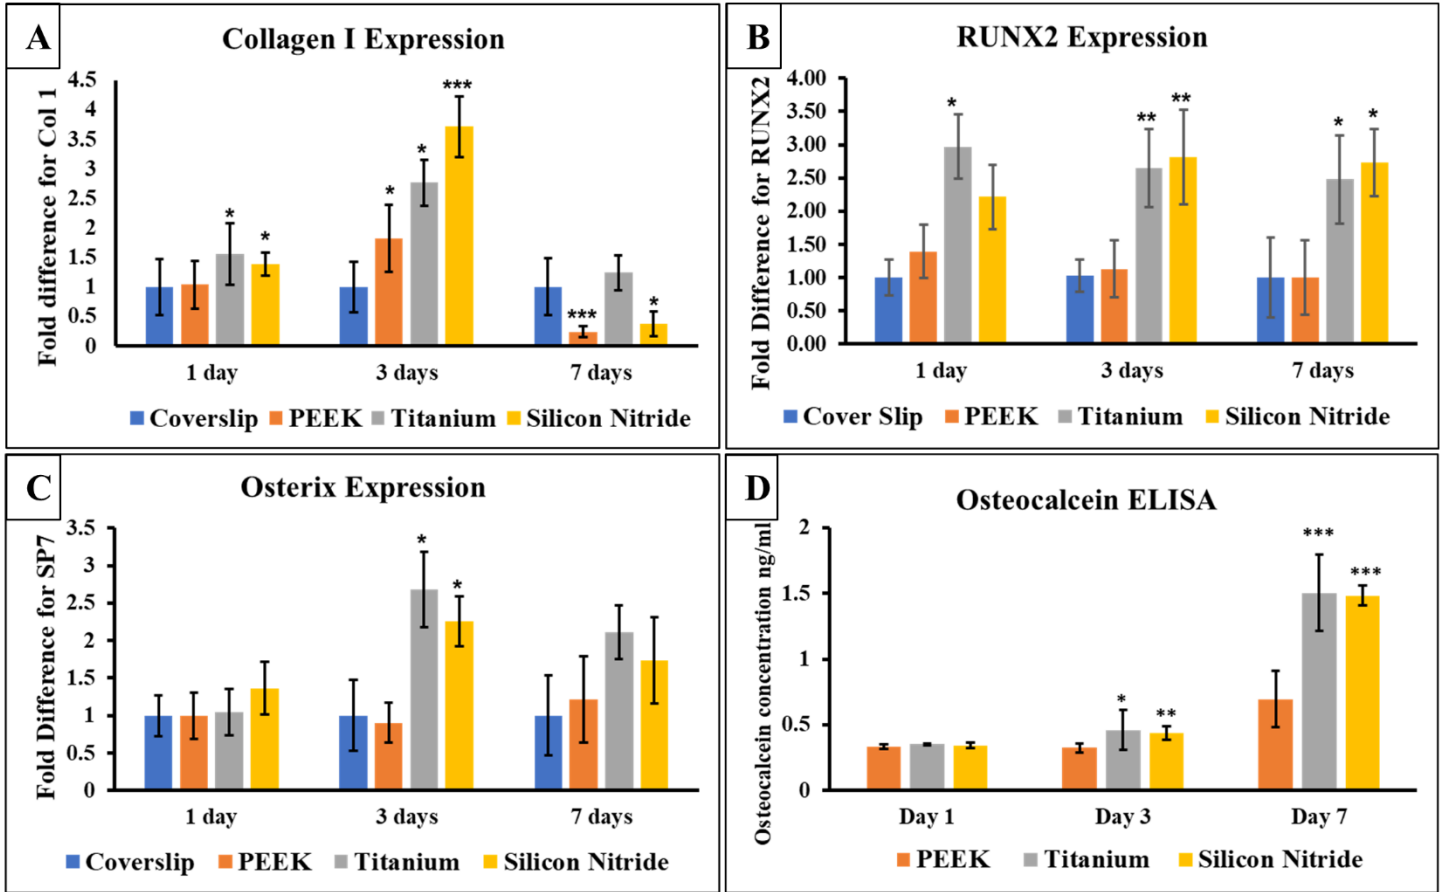 A
Collagen I Expression
Fold difference for Col 1
4.5
4
3.5
3
2.5
2
1.5
1
0.5
0
* * * * *** *** *
1 day 3 days 7 days
Coverslip PEEK Titanium Silicon Nitride
B
RUNX2 Expression
Fold Difference for RUNX2
4.00
3.50
3.00
2.50
2.00
1.50
1.00
0.50
0.00
* ** ** * *
1 day 3 days 7 days
Cover Slip PEEK Titanium Silicon Nitride
C
Osterix Expression
Fold Difference for SP7
3.5
3
2.5
2
1.5
1
0.5
0
* *
1 day 3 days 7 days
Coverslip PEEK Titanium Silicon Nitride
D
Osteocalcein ELISA
Osteocalcein concentration ng/ml
2
1.5
1
0.5
0
* ** *** ***
Day 1 Day 3 Day 7
PEEK Titanium Silicon Nitride